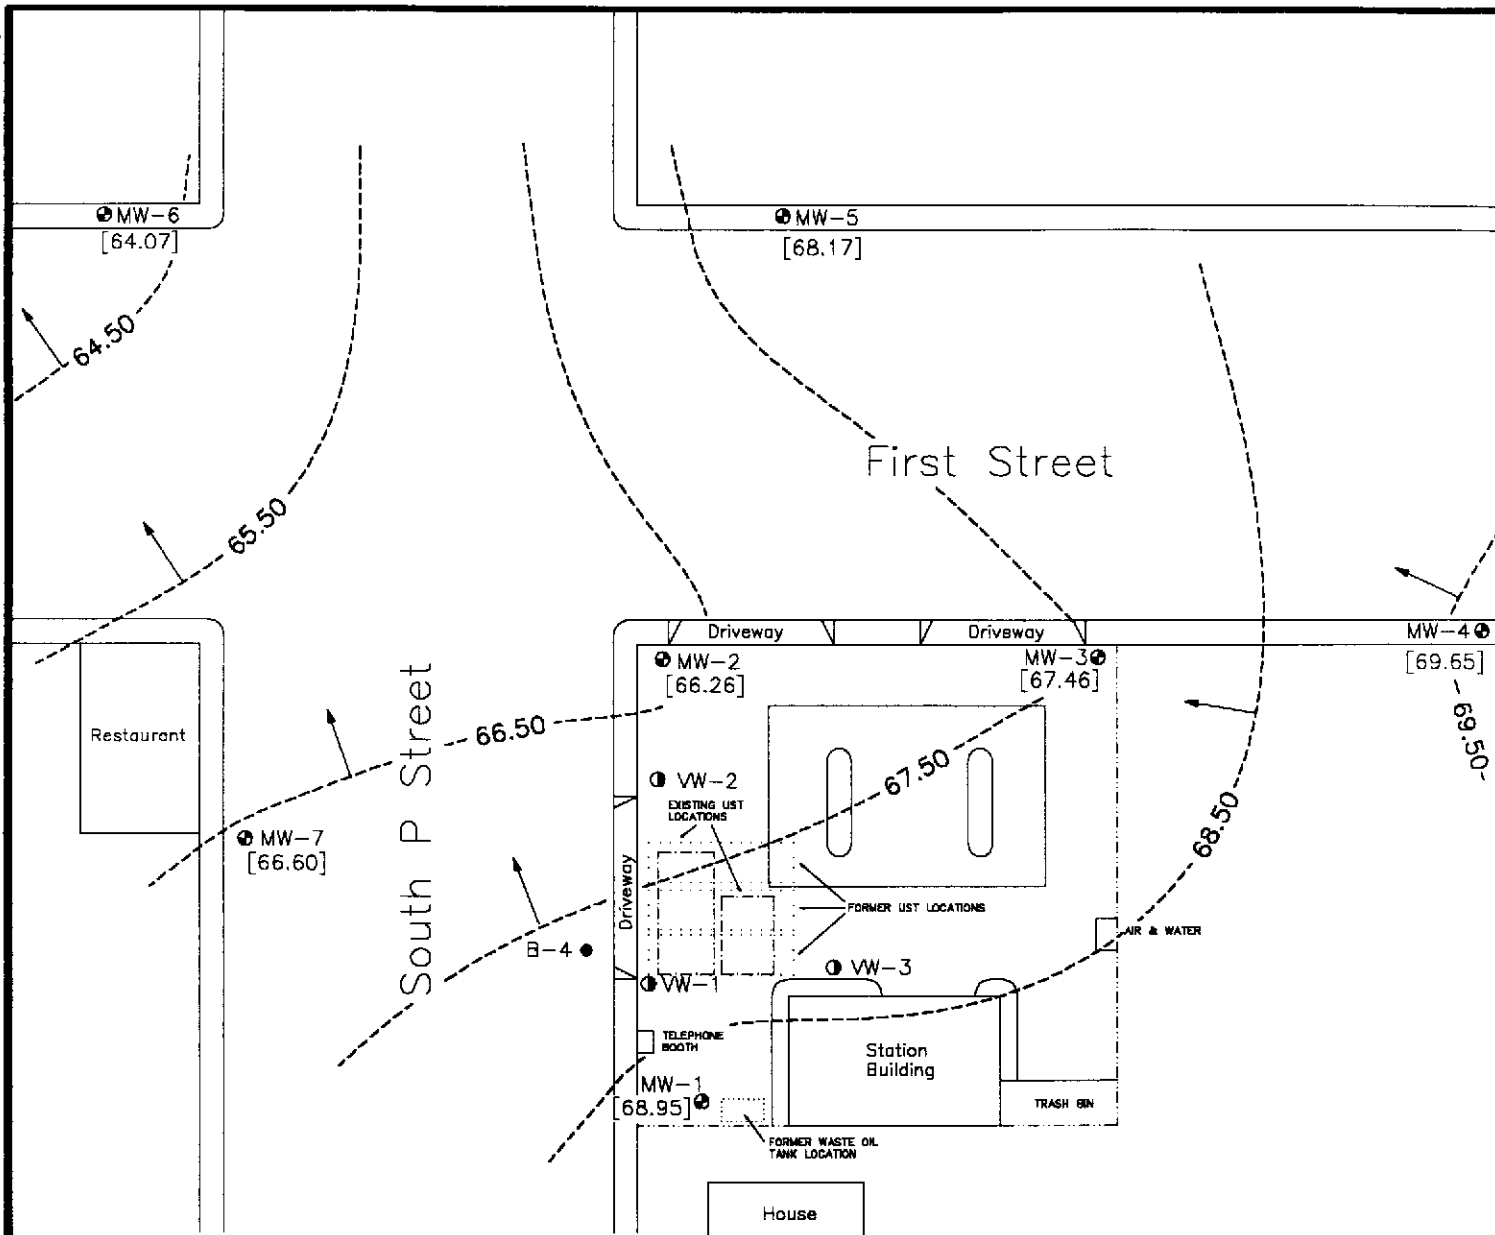 MW-6
[64.07]
MW-5
[68.17]
64.50
First Street
65.50
Driveway
Driveway
MW-2
[66.26]
MW-3
[67.46]
MW-4
[69.65]
69.50
Restaurant
South P Street
66.50
67.50
68.50
VW-2
EXISTING UST
LOCATIONS
MW-7
[66.60]
Driveway
FORMER UST LOCATIONS
AIR & WATER
B-4
VW-3
VW-1
TELEPHONE
BOOTH
Station
Building
MW-1
[68.95]
TRASH BIN
FORMER WASTE OIL
TANK LOCATION
House